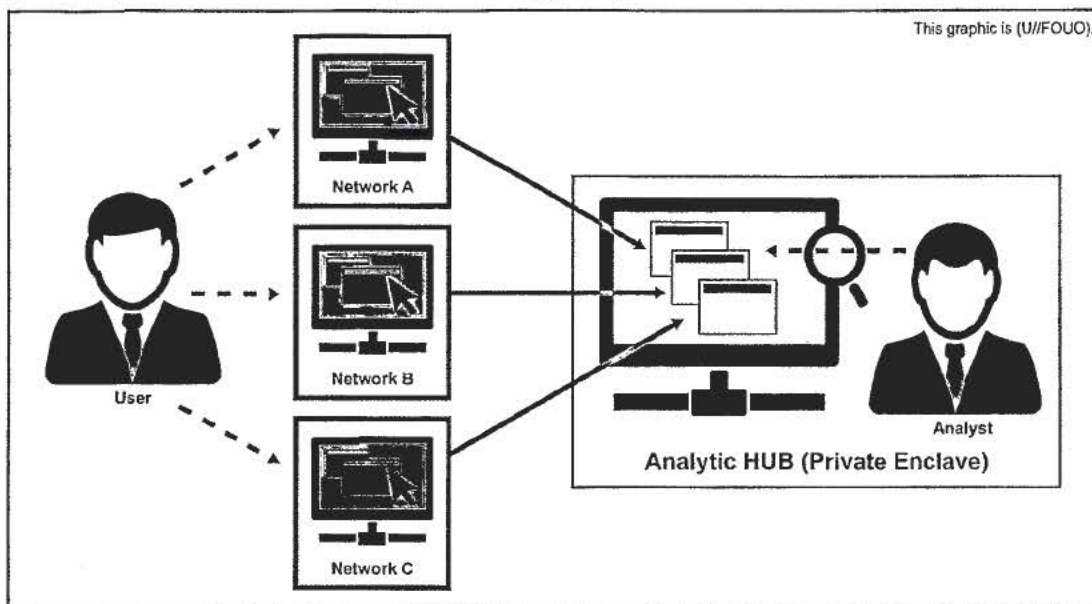 This graphic is (U//FOUO).
Network A
Network B
User
Analyst
Analytic HUB (Private Enclave)
Network C